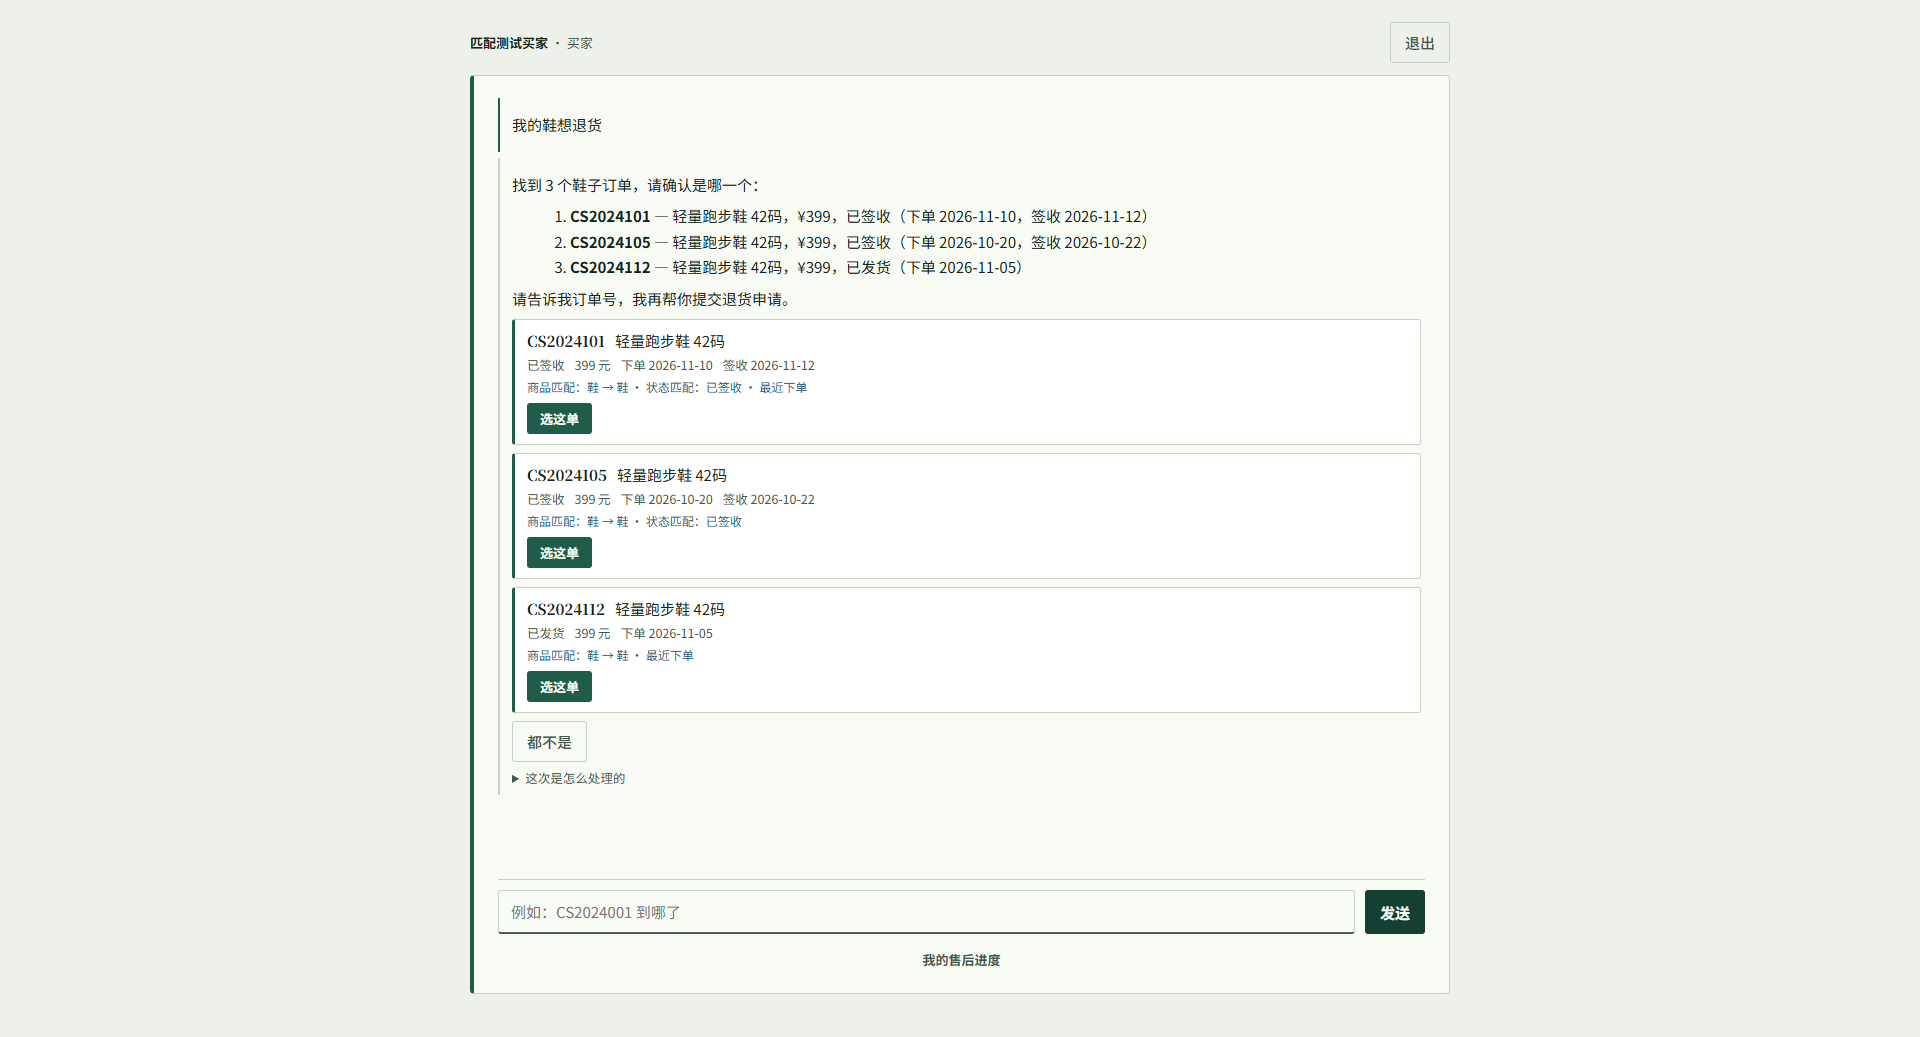 匹配测试买家 · 买家
退出
我的鞋想退货
找到 3 个鞋子订单，请确认是哪一个：
1. CS2024101 — 轻量跑步鞋 42码，¥399，已签收（下单 2026-11-10，签收 2026-11-12）
2. CS2024105 — 轻量跑步鞋 42码，¥399，已签收（下单 2026-10-20，签收 2026-10-22）
3. CS2024112 — 轻量跑步鞋 42码，¥399，已发货（下单 2026-11-05）
请告诉我订单号，我再帮你提交退货申请。
CS2024101 轻量跑步鞋 42码
已签收 399 元 下单 2026-11-10 签收 2026-11-12
商品匹配：鞋 → 鞋 · 状态匹配：已签收 · 最近下单
选这单
CS2024105 轻量跑步鞋 42码
已签收 399 元 下单 2026-10-20 签收 2026-10-22
商品匹配：鞋 → 鞋 · 状态匹配：已签收
选这单
CS2024112 轻量跑步鞋 42码
已发货 399 元 下单 2026-11-05
商品匹配：鞋 → 鞋 · 最近下单
选这单
都不是
▶ 这次是怎么处理的
例如：CS2024001 到哪了
发送
我的售后进度